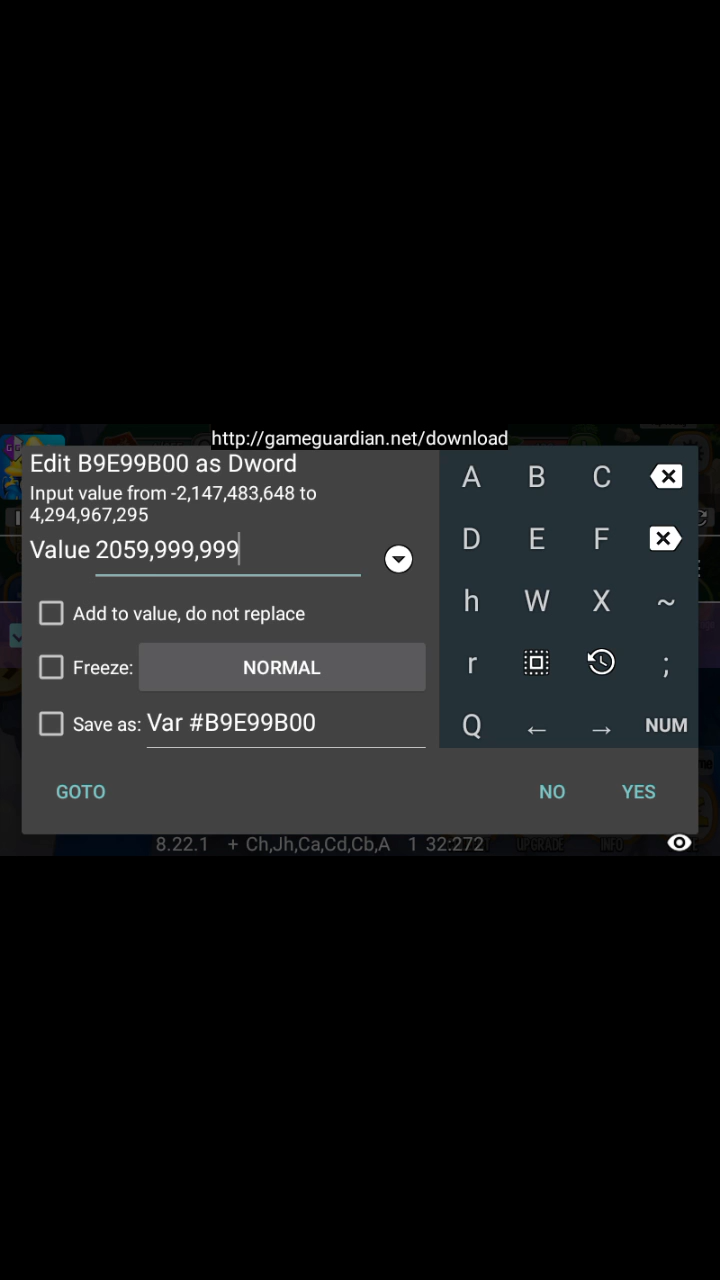 http://gameguardian.net/download
Edit B9E99B00 as Dword
Input value from -2,147,483,648 to
4,294,967,295
Value 2059,999,999
Add to value, do not replace
Freeze: NORMAL
Save as: Var #B9E99B00
GOTO NO YES
A B C
D E F
h W X ~
r ;
Q ← → NUM
8.22.1 + Ch,Jh,Ca,Cd,Cb,A 1 32:272
UPGRADE INFO